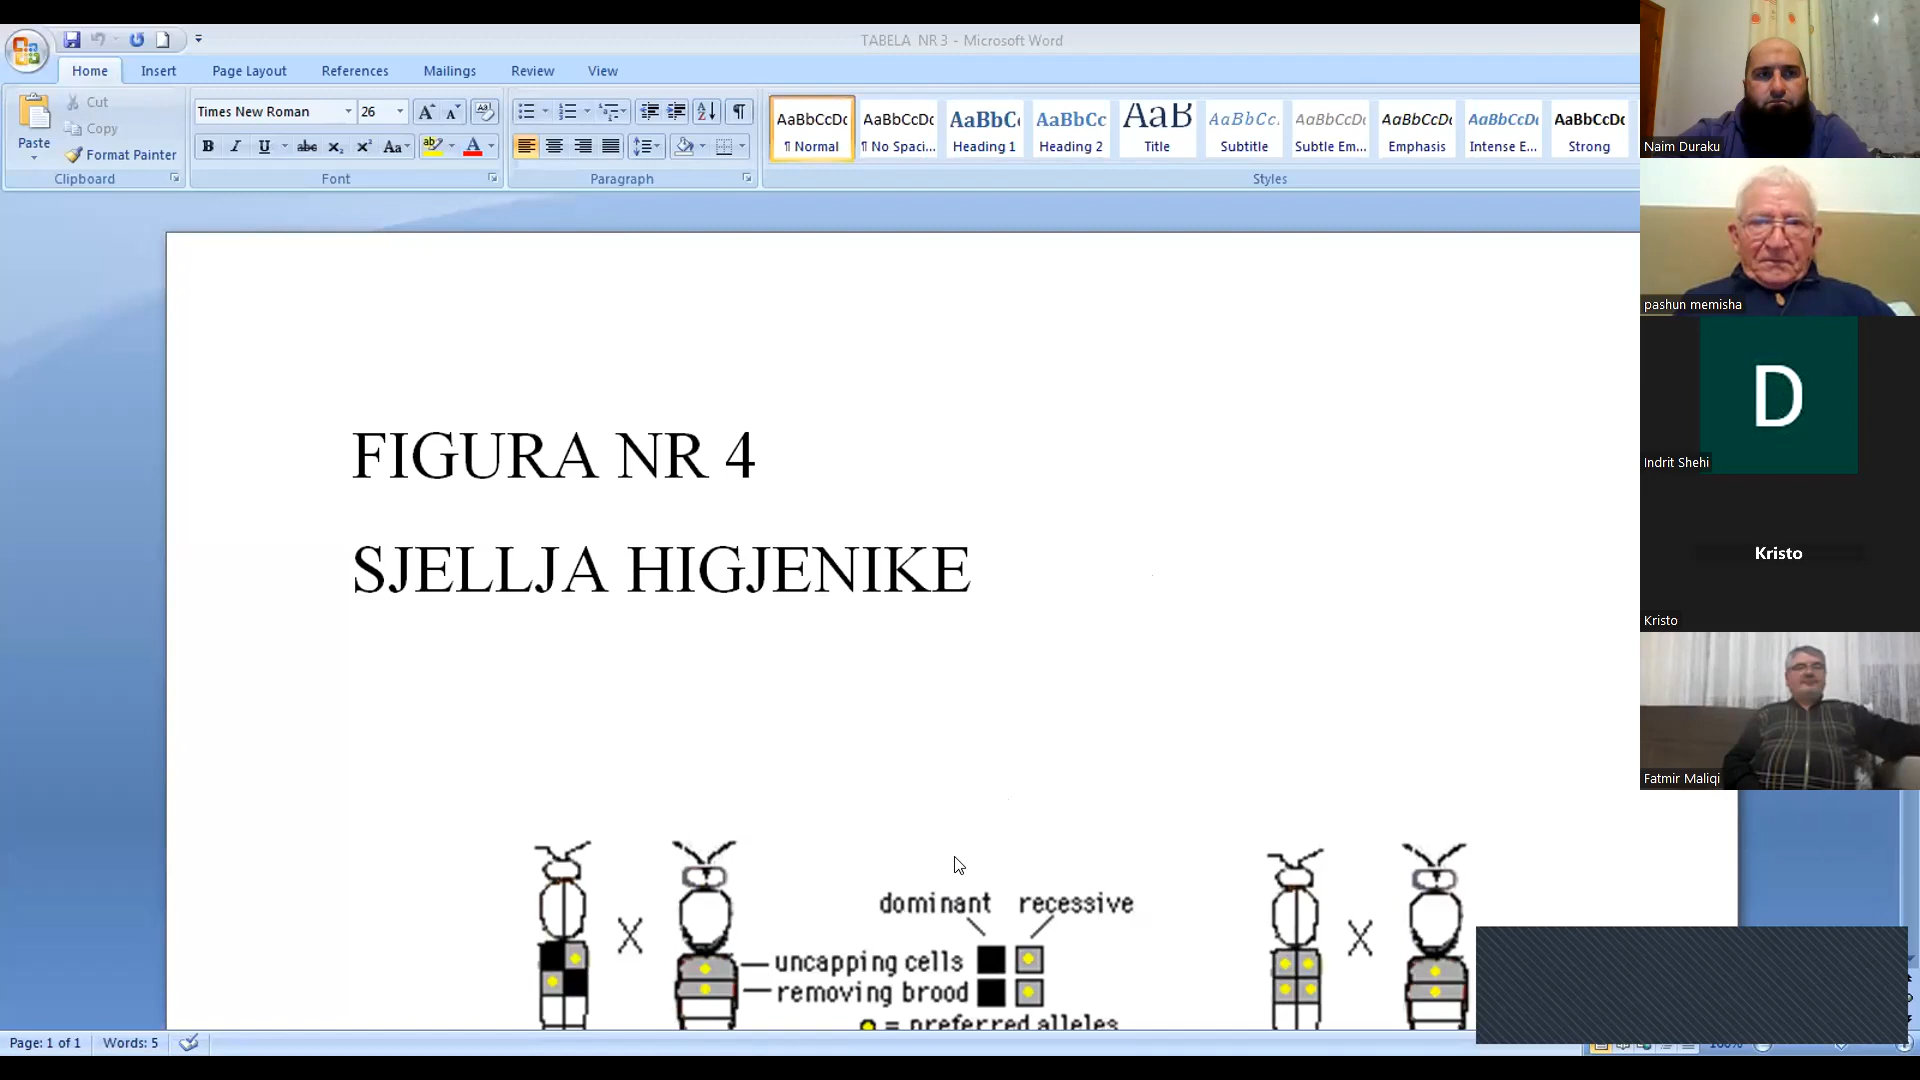 TABELA NR 3 - Microsoft Word
Home Insert Page Layout References Mailings Review View
Paste
Cut
Copy
Format Painter
Clipboard
Times New Roman 26
Font
Paragraph
AaBbCcDc AaBbCcDc AaBbCc AaBbCc AaB AaBbCc. AaBbCcDc AaBbCcDc AaBbCcDc AaBbCcDc
¶ Normal ¶ No Spaci... Heading 1 Heading 2 Title Subtitle Subtle Em... Emphasis Intense E... Strong
Styles
FIGURA NR 4
SJELLJA HIGJENIKE
X
dominant recessive
uncapping cells
removing brood
= preferred alleles
X
Naim Duraku
pashun memisha
D
Indrit Shehi
Kristo
Kristo
Fatmir Maliqi
Page: 1 of 1 Words: 5